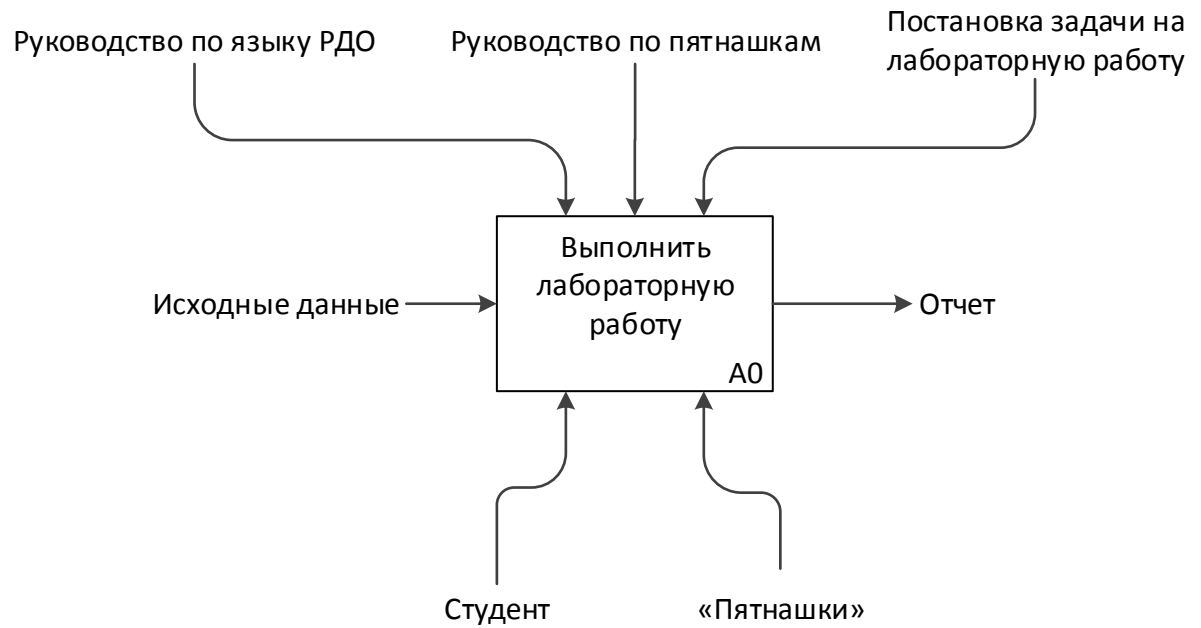 Руководство по языку РДО
Руководство по пятнашкам
Постановка задачи на
лабораторную работу
Выполнить
лабораторную
работу
А0
Исходные данные
Отчет
Студент
«Пятнашки»